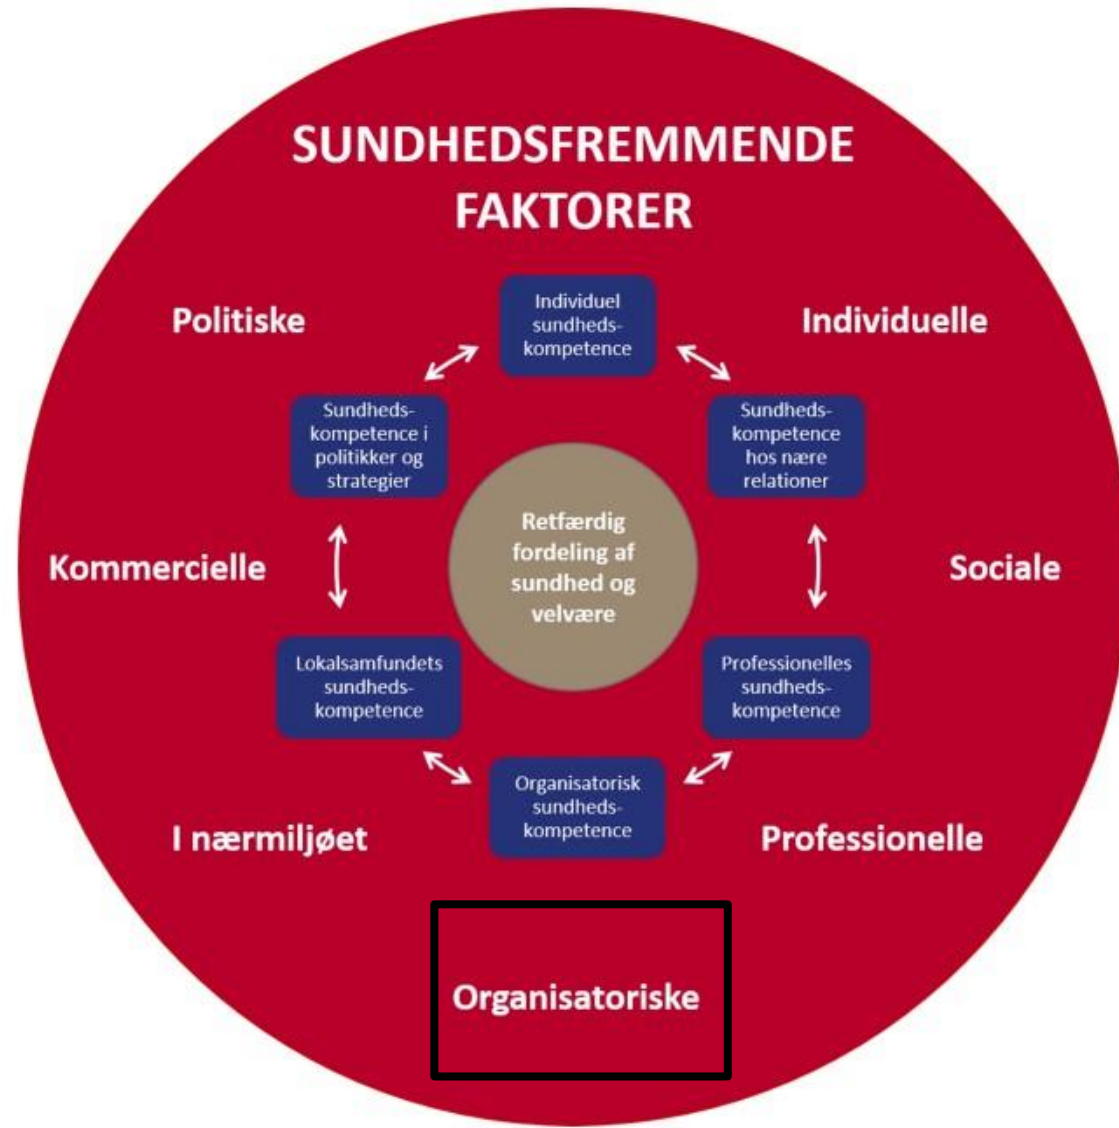 SUNDHEDSFREMMENDE
FAKTORER
Politiske
Individuel
sundheds-
kompetence
Individuelle
Sundheds-
kompetence i
politikker og
strategier
Sundheds-
kompetence
hos nære
relationer
Kommercielle
Retfærdig
fordeling af
sundhed og
velvære
Sociale
Lokalsamfundets
sundheds-
kompetence
Professionelles
sundheds-
kompetence
Organisatorisk
sundheds-
kompetence
I nærmiljøet
Professionelle
Organisatoriske